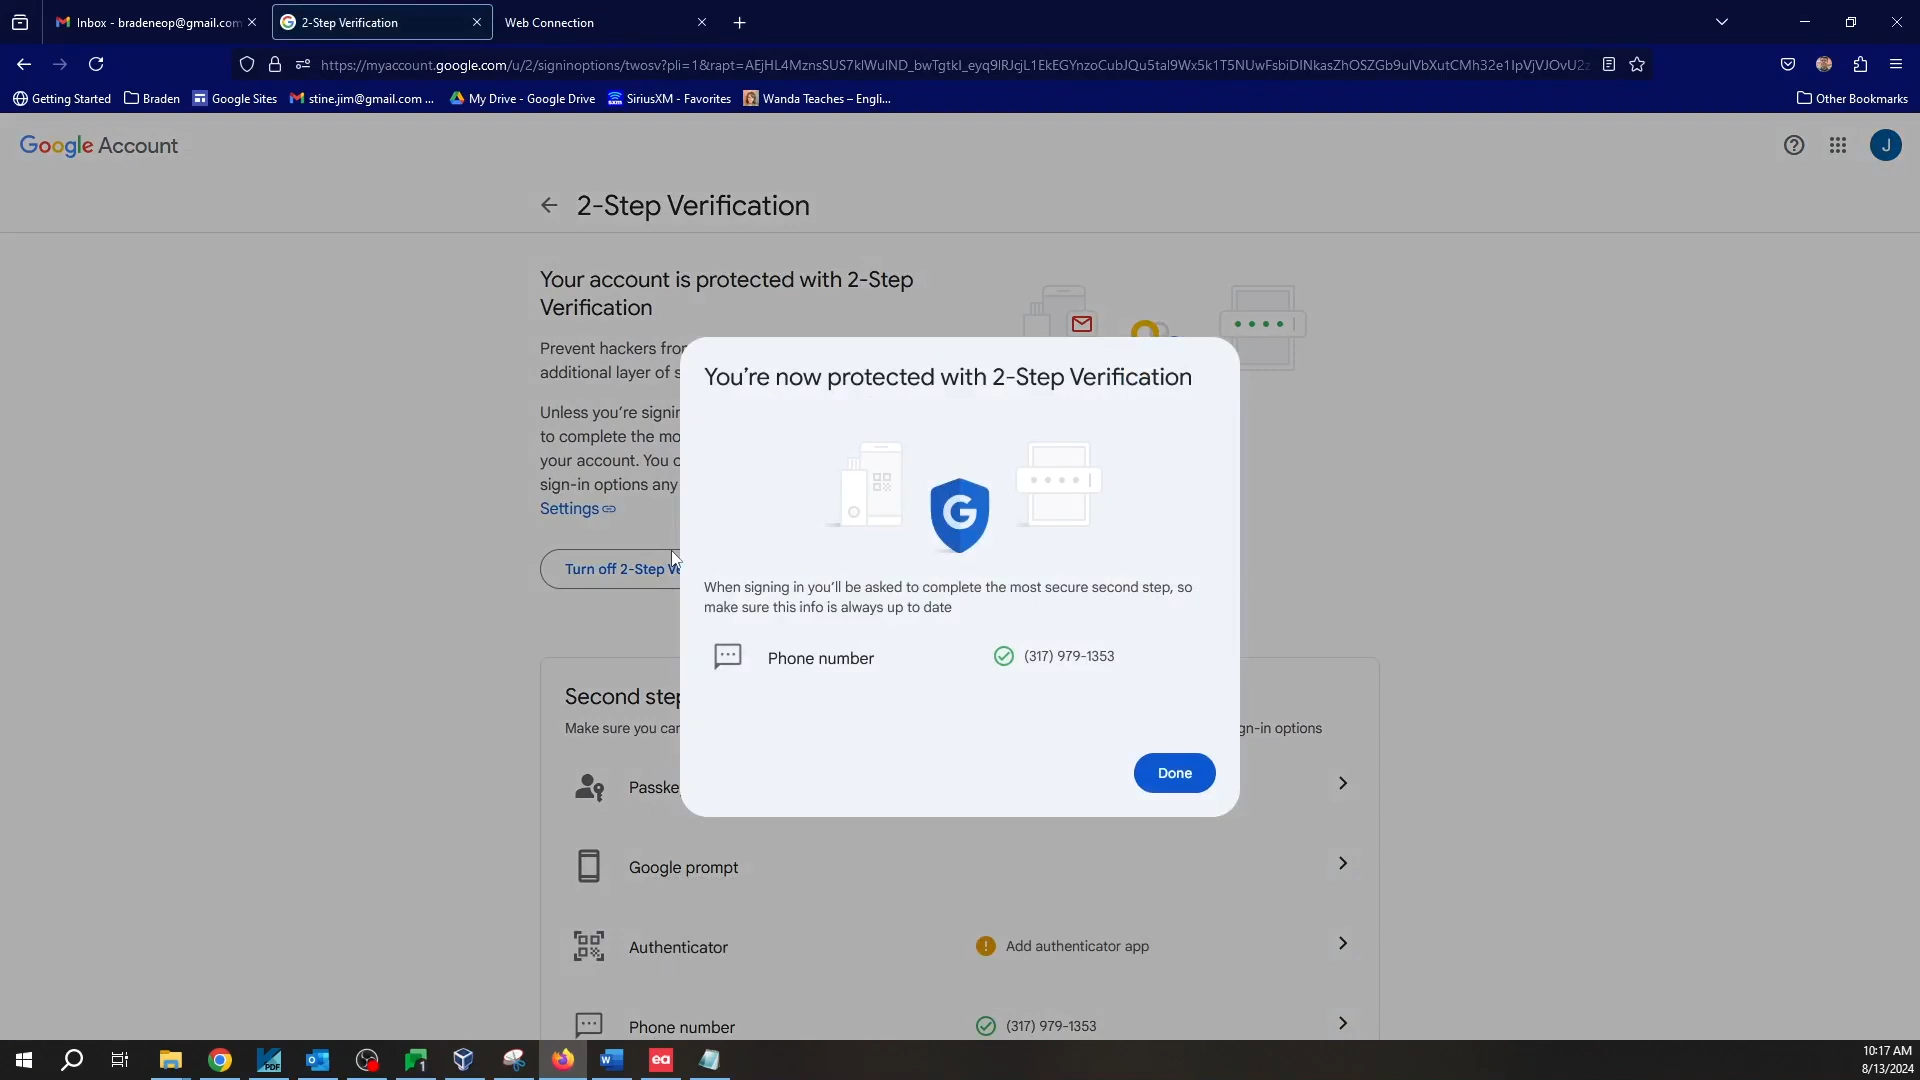 Inbox - bradeneop@gmail.com
2-Step Verification
Web Connection
https://myaccount.google.com/u/2/signinoptions/twosv?pli=1&rapt=
Getting Started
Braden
Google Sites
stine.jim@gmail.com ...
My Drive - Google Drive
SiriusXM - Favorites
Wanda Teaches – Engli...
Other Bookmarks
Google Account
J
2-Step Verification
Your account is protected with 2-Step
Verification
Prevent hackers fro
additional layer of s
Unless you're signi
to complete the mo
your account. You c
sign-in options any
Settings
Turn off 2-Step Ve
You're now protected with 2-Step Verification
G
When signing in you'll be asked to complete the most secure second step, so
make sure this info is always up to date
Phone number
(317) 979-1353
Done
Second step
Make sure you can
gn-in options
Passke
Google prompt
Authenticator
Add authenticator app
Phone number
(317) 979-1353
PDF
1
W
ea
10:17 AM
8/13/2024